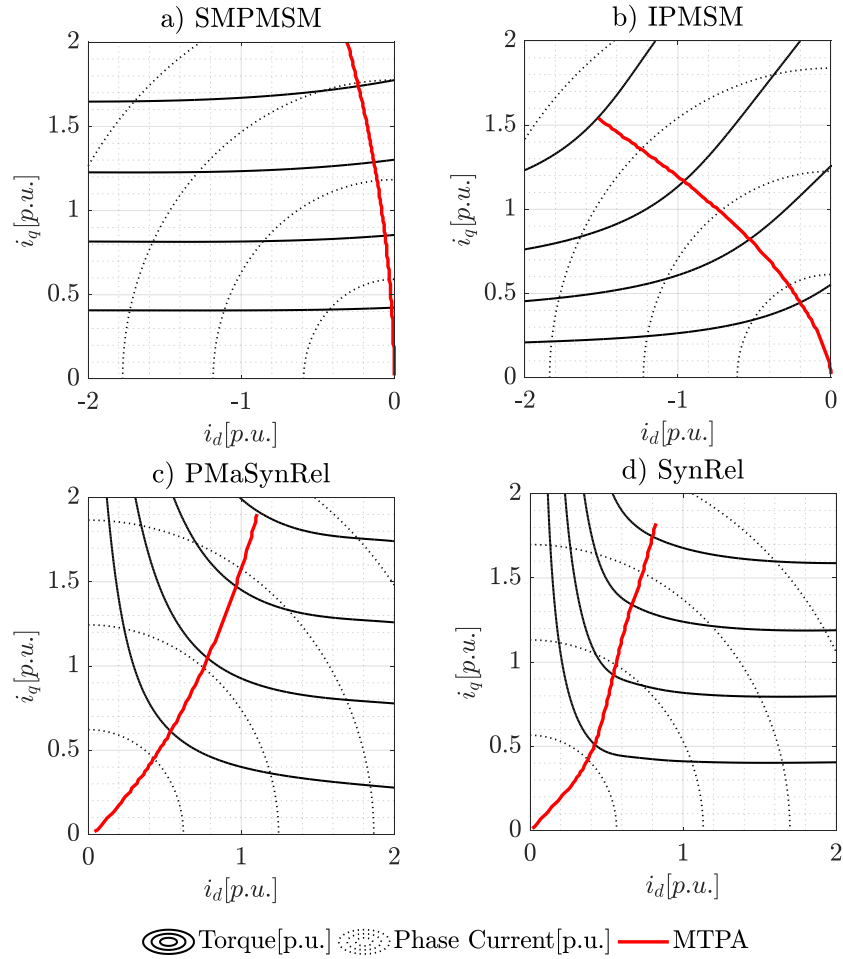 a) SMPMSM
2
1.5
1
0.5
0
-2
-1
0
i_q[p.u.]
i_d[p.u.]
b) IPMSM
2
1.5
1
0.5
0
-2
-1
0
i_q[p.u.]
i_d[p.u.]
c) PMaSynRel
2
1.5
1
0.5
0
0
1
2
i_q[p.u.]
i_d[p.u.]
d) SynRel
2
1.5
1
0.5
0
0
1
2
i_q[p.u.]
i_d[p.u.]
Torque[p.u.] Phase Current[p.u.] MTPA